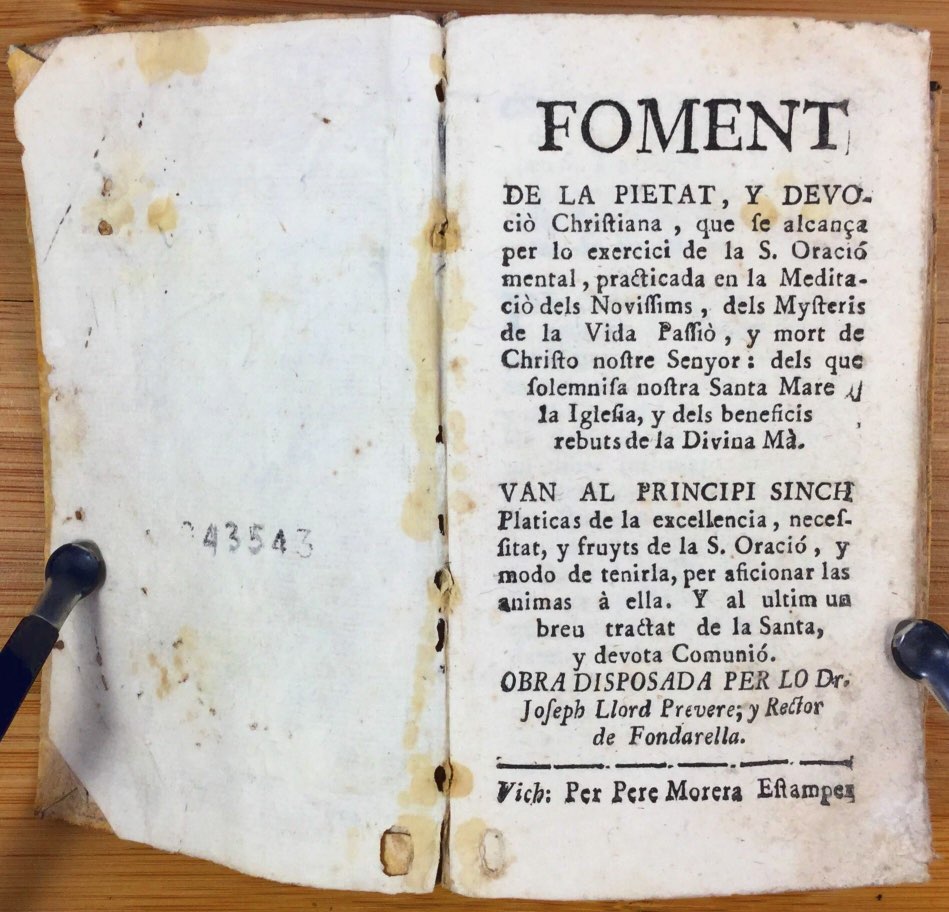 43543
FOMENT
DE LA PIETAT, Y DEVO-
ciò Chriſtiana, que ſe alcança
per lo exercici de la S. Oració
mental, practicada en la Medita-
ciò dels Noviſſims, dels Myſteris
de la Vida Paſſiò, y mort de
Chriſto noſtre Senyor: dels que
ſolemniſa noſtra Santa Mare
la Igleſia, y dels beneficis
rebuts de la Divina Mà.
VAN AL PRINCIPI SINCH
Platicas de la excellencia, neceſ-
ſitat, y fruyts de la S. Oració, y
modo de tenirla, per aficionar las
animas à ella. Y al ultim un
breu tractat de la Santa,
y devota Comunió.
OBRA DISPOSADA PER LO Dr.
Joſeph Llord Prevere; y Rector
de Fondarella.
Vich: Per Pere Morera Eſtamper